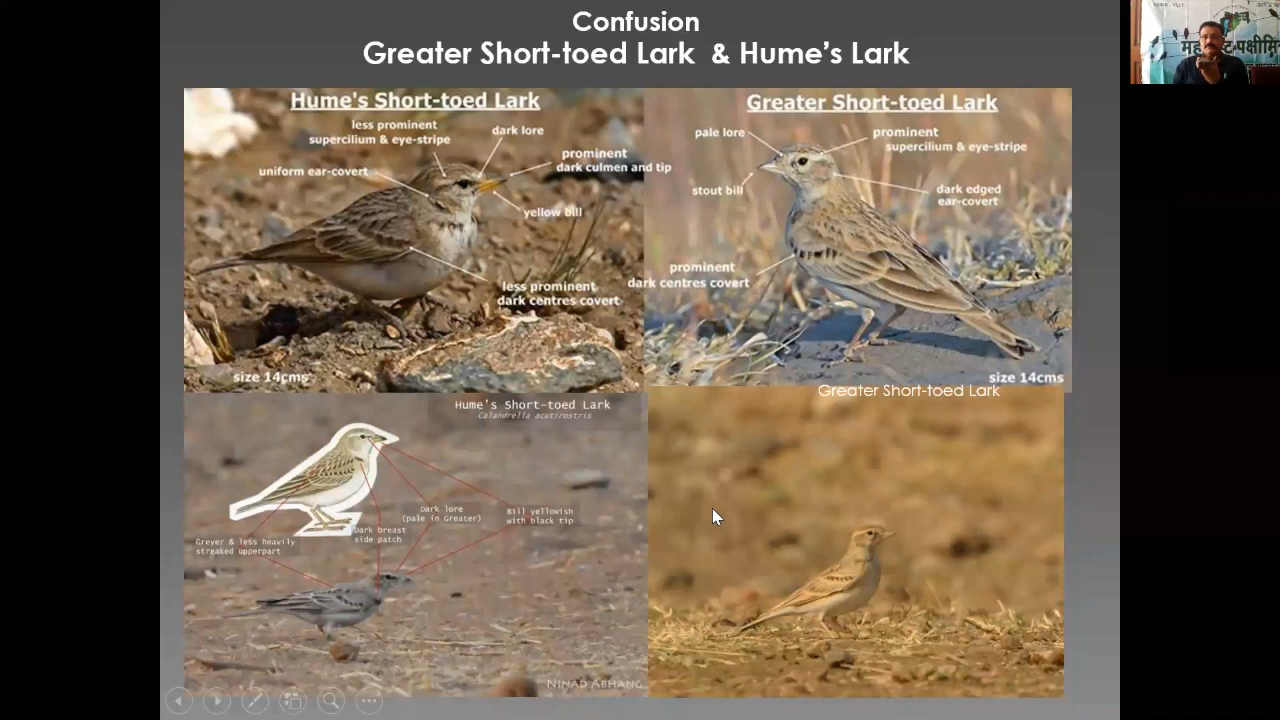 Confusion
Greater Short-toed Lark & Hume's Lark
Hume's Short-toed Lark
less prominent
supercilium & eye-stripe
dark lore
prominent
dark culmen and tip
uniform ear-covert
yellow bill
less prominent
dark centres covert
size 14cms
Greater Short-toed Lark
pale lore
prominent
supercilium & eye-stripe
stout bill
dark edged
ear-covert
prominent
dark centres covert
size 14cms
Hume's Short-toed Lark
Calandrella acutirostris
Dark lore
(pale in Greater)
Bill yellowish
with black tip
Dark breast
side patch
Greyer & less heavily
streaked upperpart
NINAD ABHANG
Greater Short-toed Lark